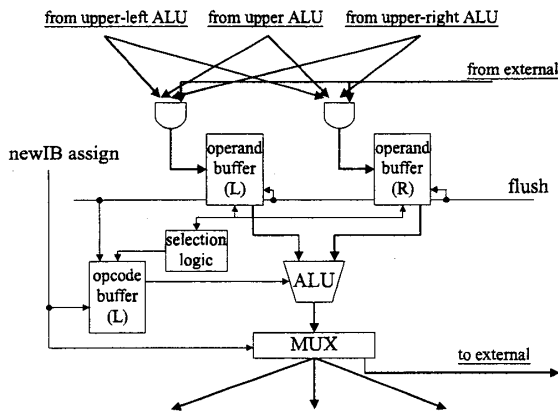 from upper-left ALU from upper ALU from upper-right ALU
from external
newIB assign
operand
buffer
(L)
operand
buffer
(R)
flush
selection
logic
opcode
buffer
(L)
ALU
MUX
to external